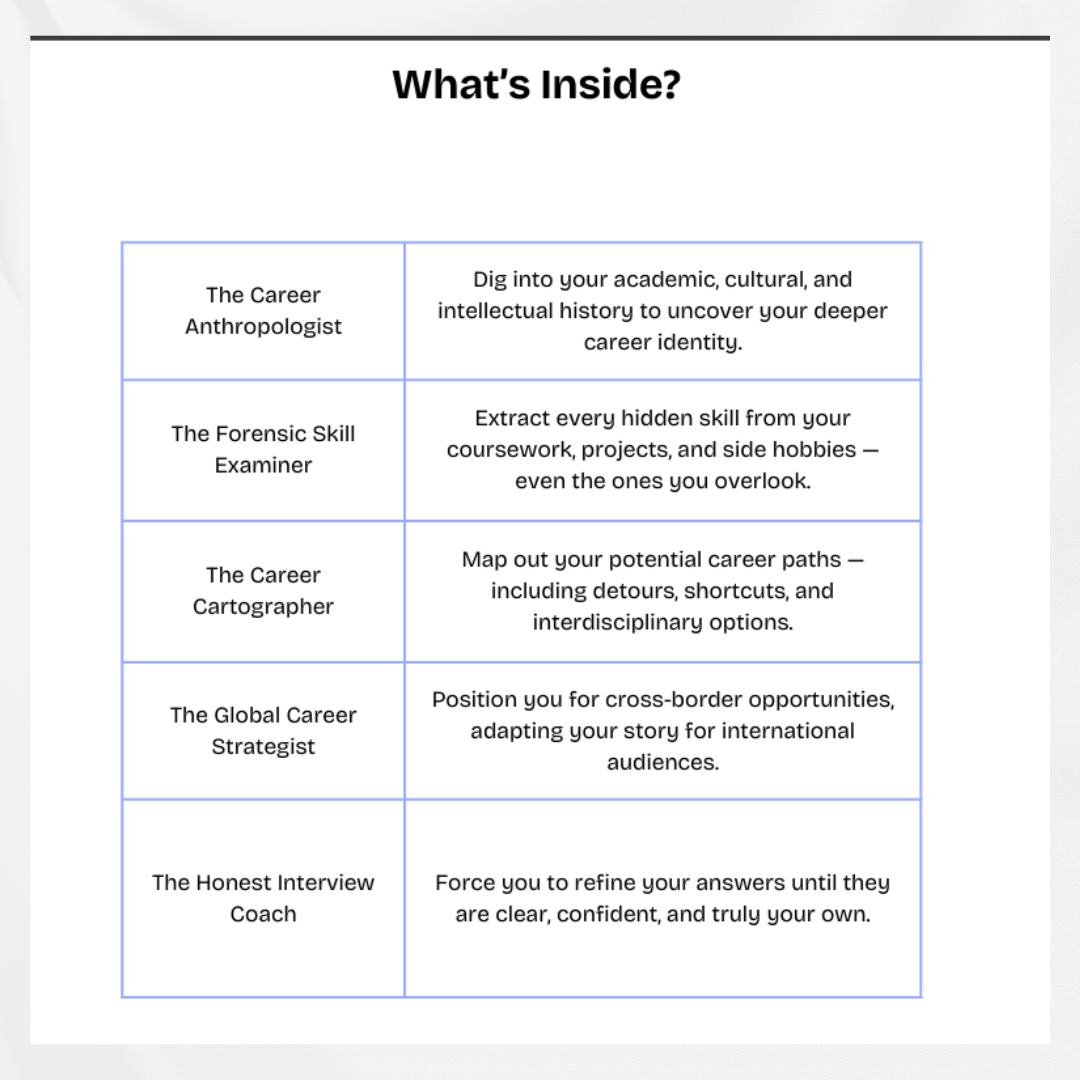 What's Inside?
The Career
Anthropologist
Dig into your academic, cultural, and
intellectual history to uncover your deeper
career identity.
The Forensic Skill
Examiner
Extract every hidden skill from your
coursework, projects, and side hobbies —
even the ones you overlook.
The Career
Cartographer
Map out your potential career paths —
including detours, shortcuts, and
interdisciplinary options.
The Global Career
Strategist
Position you for cross-border opportunities,
adapting your story for international
audiences.
The Honest Interview
Coach
Force you to refine your answers until they
are clear, confident, and truly your own.